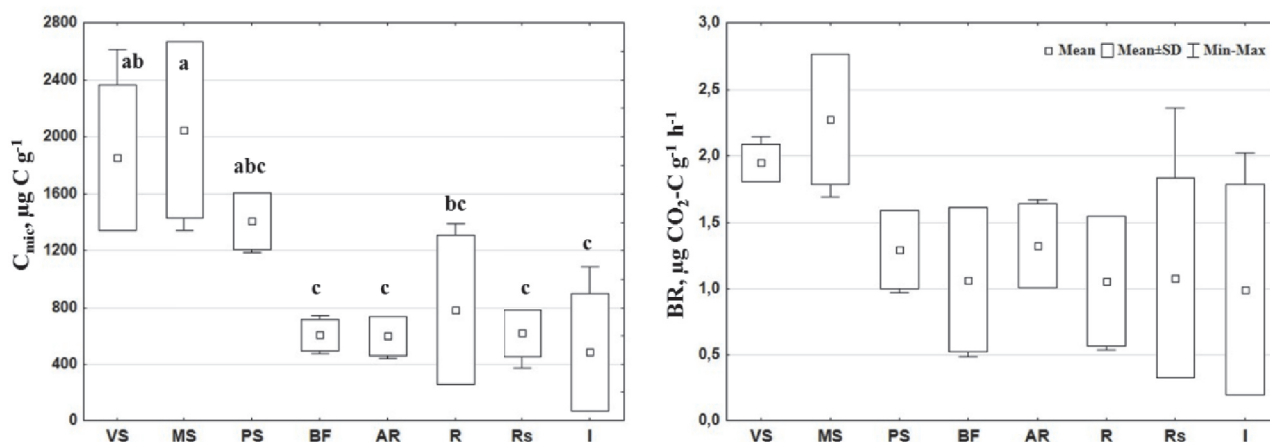 2800
2400
2000
1600
1200
800
400
0
C_mic, µg C g⁻¹
ab
a
abc
c
c
bc
c
c
VS MS PS BF AR R Rs I
3,0
2,5
2,0
1,5
1,0
0,5
0,0
BR, µg CO₂-C g⁻¹ h⁻¹
Mean Mean±SD Min-Max
VS MS PS BF AR R Rs I